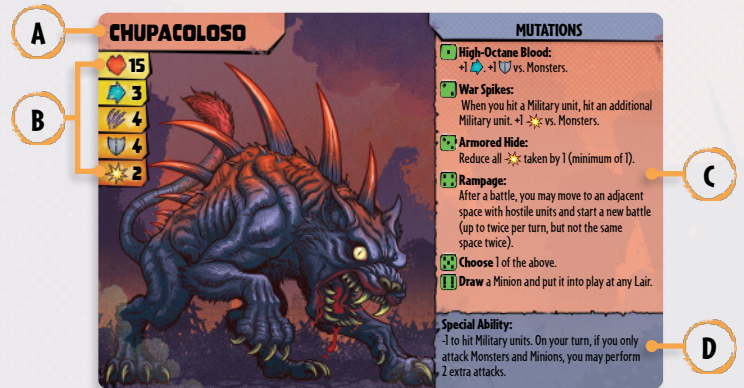 A
CHUPACOLOSO
B
15
3
4
4
2
MUTATIONS
High-Octane Blood:
+1 . +1 vs. Monsters.
War Spikes:
When you hit a Military unit, hit an additional
Military unit. +1 vs. Monsters.
Armored Hide:
Reduce all taken by 1 (minimum of 1).
Rampage:
After a battle, you may move to an adjacent
space with hostile units and start a new battle
(up to twice per turn, but not the same
space twice).
Choose 1 of the above.
Draw a Minion and put it into play at any Lair.
C
Special Ability:
-1 to hit Military units. On your turn, if you only
attack Monsters and Minions, you may perform
2 extra attacks.
D